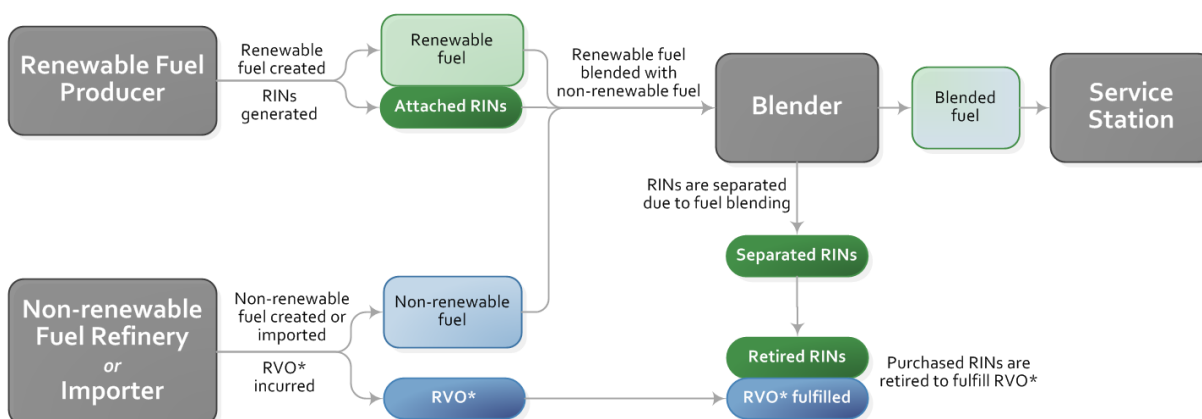 Renewable Fuel
Producer
Renewable
fuel created
RINs
generated
Renewable
fuel
Attached RINs
Renewable fuel
blended with
non-renewable fuel
Blender
Blended
fuel
Service
Station
RINs are separated
due to fuel blending
Separated RINs
Non-renewable
Fuel Refinery
or
Importer
Non-renewable
fuel created or
imported
RVO*
incurred
Non-renewable
fuel
RVO*
Retired RINs
RVO* fulfilled
Purchased RINs are
retired to fulfill RVO*